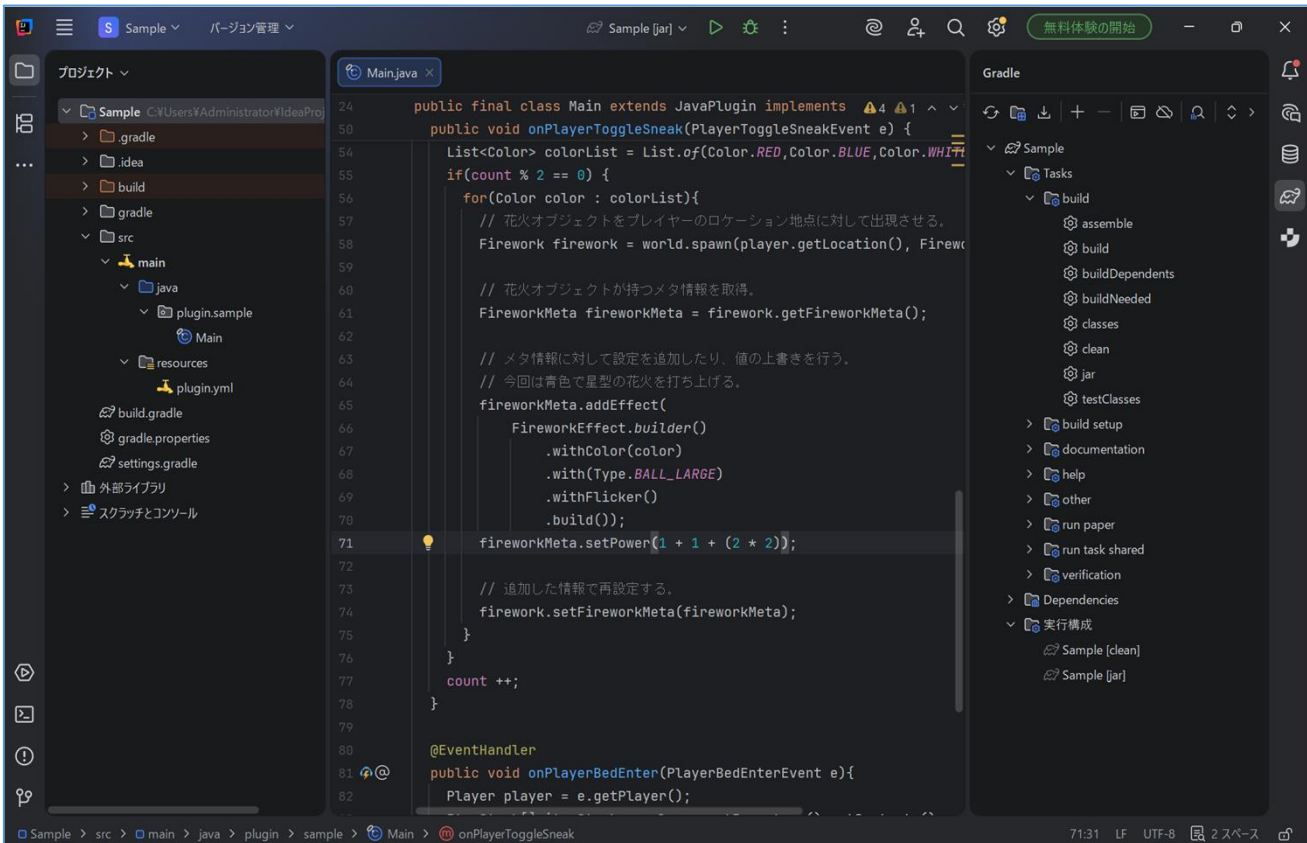 S Sample バージョン管理 Sample [jar] 無料体験の開始
プロジェクト
Sample C:¥Users¥Administrator¥IdeaProj
.gradle
.idea
build
gradle
src
main
java
plugin.sample
Main
resources
plugin.yml
build.gradle
gradle.properties
settings.gradle
外部ライブラリ
スクラッチとコンソール
Main.java
24 public final class Main extends JavaPlugin implements 4 1
50 public void onPlayerToggleSneak(PlayerToggleSneakEvent e) {
54 List<Color> colorList = List.of(Color.RED,Color.BLUE,Color.WHITE
55 if(count % 2 == 0) {
56 for(Color color : colorList){
57 // 花火オブジェクトをプレイヤーのロケーション地点に対して出現させる。
58 Firework firework = world.spawn(player.getLocation(), Firewo
59
60 // 花火オブジェクトが持つメタ情報を取得。
61 FireworkMeta fireworkMeta = firework.getFireworkMeta();
62
63 // メタ情報に対して設定を追加したり、値の上書きを行う。
64 // 今回は青色で星型の花火を打ち上げる。
65 fireworkMeta.addEffect(
66 FireworkEffect.builder()
67 .withColor(color)
68 .with(Type.BALL_LARGE)
69 .withFlicker()
70 .build());
71 fireworkMeta.setPower(1 + 1 + (2 * 2));
72
73 // 追加した情報で再設定する。
74 firework.setFireworkMeta(fireworkMeta);
75 }
76 }
77 count ++;
78 }
79
80 @EventHandler
81 public void onPlayerBedEnter(PlayerBedEnterEvent e){
82 Player player = e.getPlayer();
Gradle
Sample
Tasks
build
assemble
build
buildDependents
buildNeeded
classes
clean
jar
testClasses
build setup
documentation
help
other
run paper
run task shared
verification
Dependencies
実行構成
Sample [clean]
Sample [jar]
Sample > src > main > java > plugin > sample > Main > onPlayerToggleSneak 71:31 LF UTF-8 2 スペース